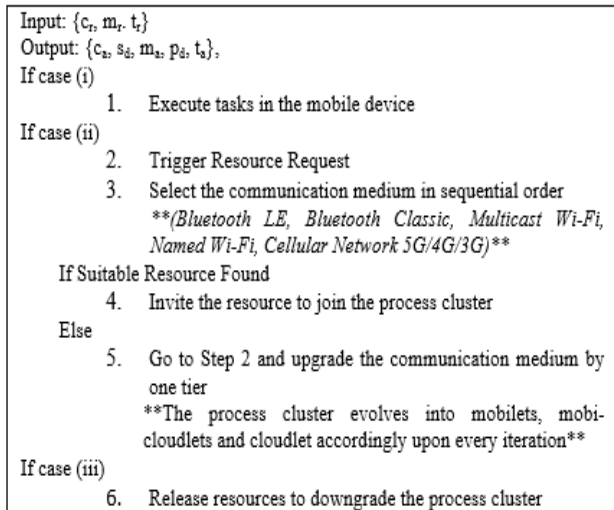 Input: {cᵣ, mᵣ. tᵣ}
Output: {cₐ, s_d, mₐ, p_d, tₐ},
If case (i)
1. Execute tasks in the mobile device
If case (ii)
2. Trigger Resource Request
3. Select the communication medium in sequential order
**(Bluetooth LE, Bluetooth Classic, Multicast Wi-Fi,
Named Wi-Fi, Cellular Network 5G/4G/3G)**
If Suitable Resource Found
4. Invite the resource to join the process cluster
Else
5. Go to Step 2 and upgrade the communication medium by
one tier
**The process cluster evolves into mobilets, mobi-
cloudlets and cloudlet accordingly upon every iteration**
If case (iii)
6. Release resources to downgrade the process cluster